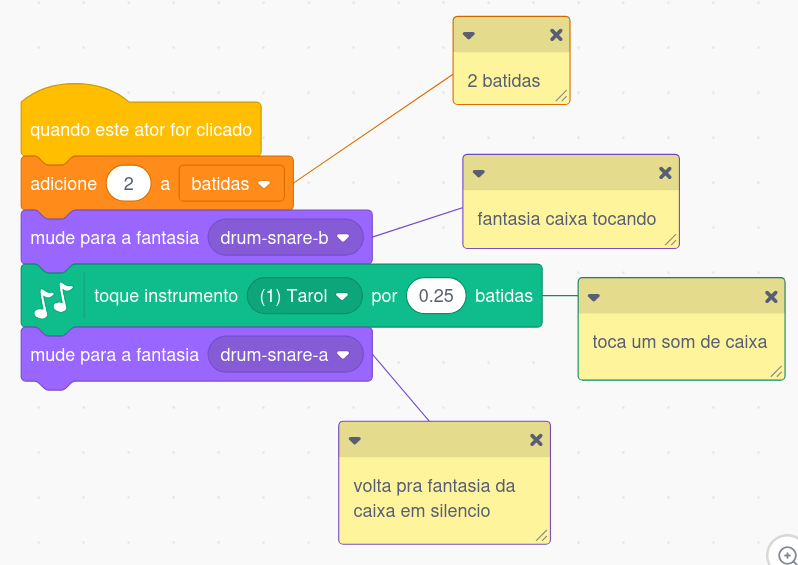 2 batidas
quando este ator for clicado
adicione 2 a batidas
fantasia caixa tocando
mude para a fantasia drum-snare-b
toque instrumento (1) Tarol por 0.25 batidas
toca um som de caixa
mude para a fantasia drum-snare-a
volta pra fantasia da
caixa em silencio